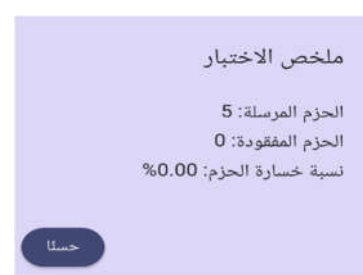 ملخص الاختبار
الحزم المرسلة: 5
الحزم المفقودة: 0
نسبة خسارة الحزم: 0.00%
حسنًا